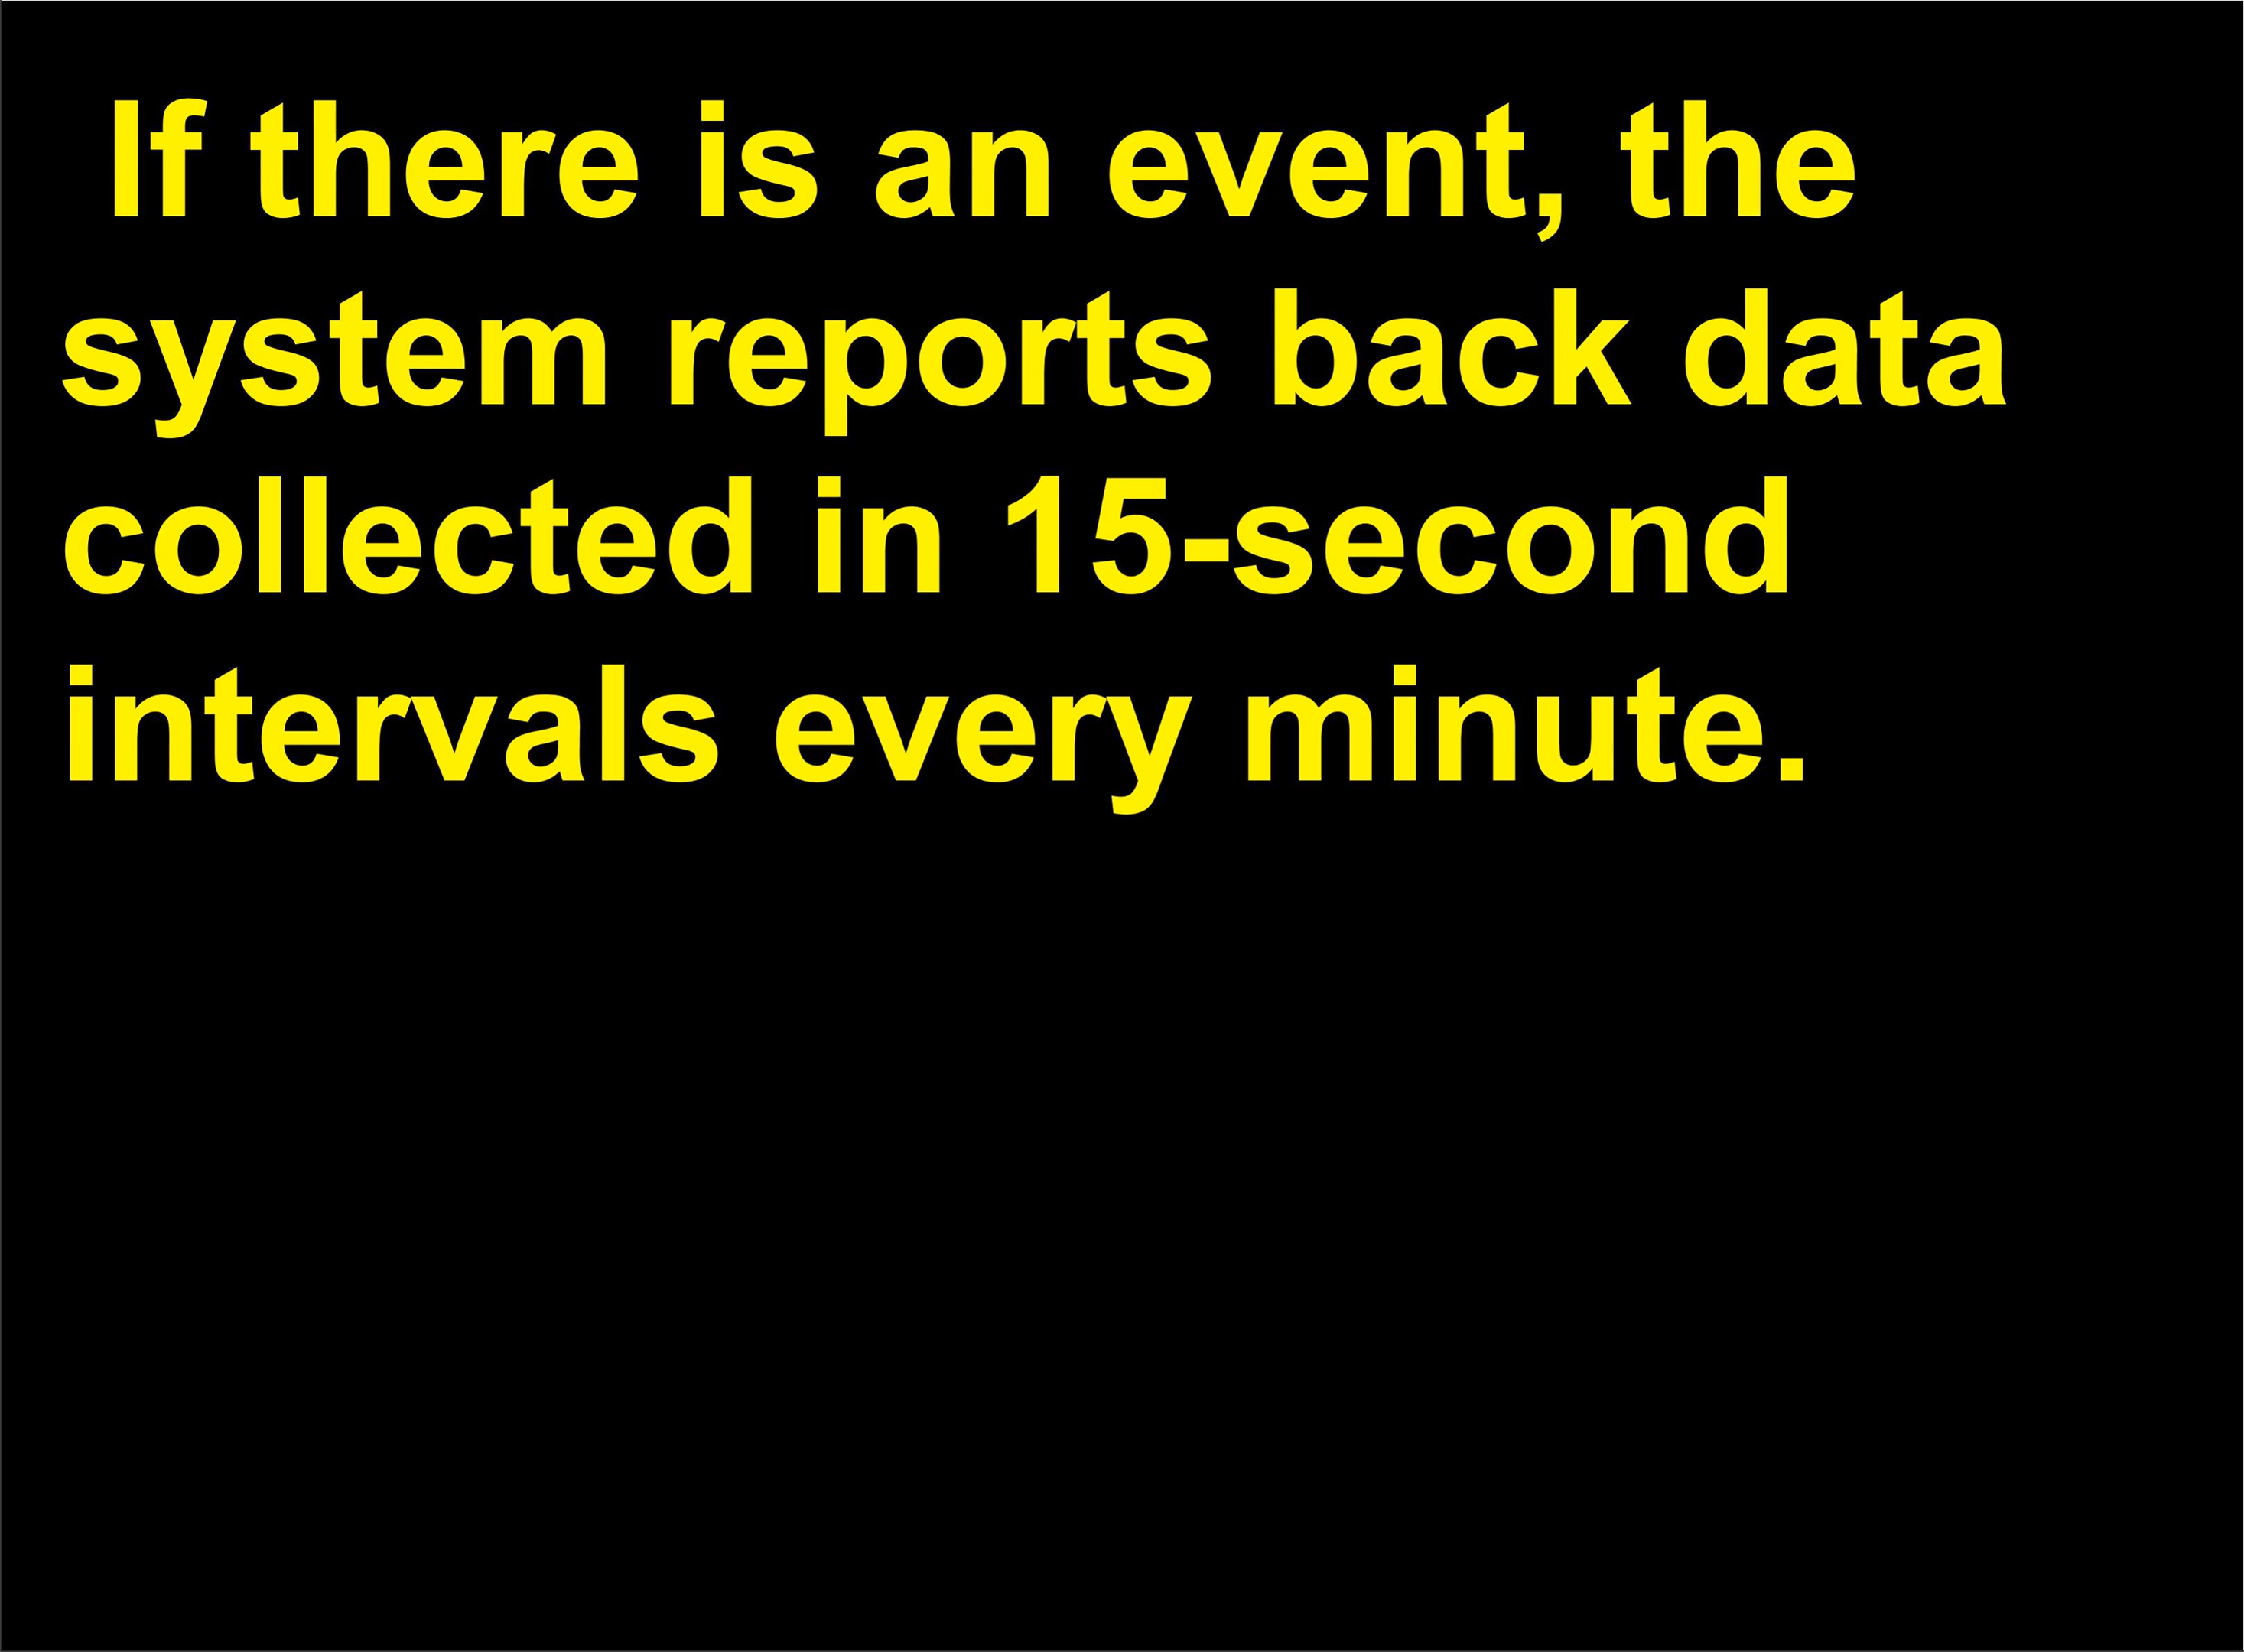 If there is an event, the
system reports back data
collected in 15-second
intervals every minute.